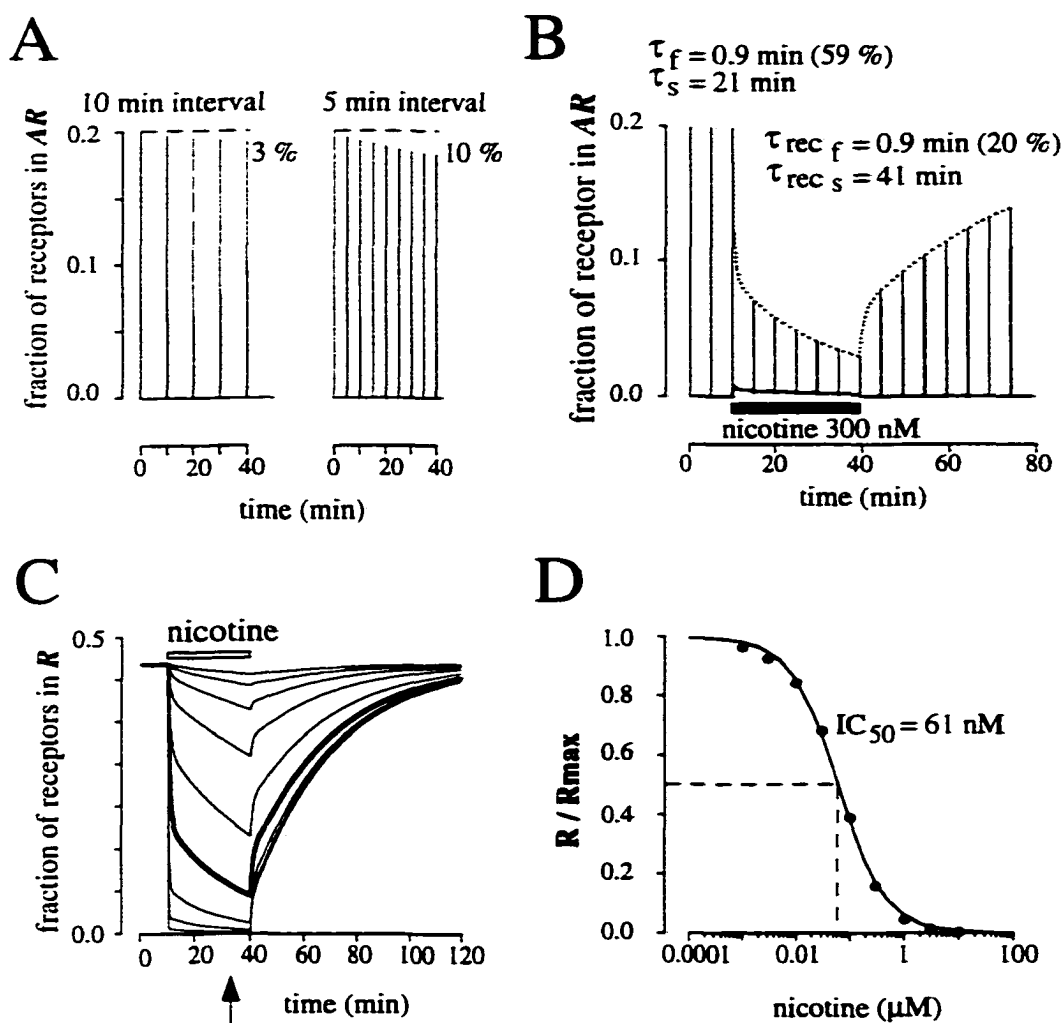 A
10 min interval
5 min interval
fraction of receptors in AR
0.2
0.1
0.0
3 %
10 %
0 20 40
0 20 40
time (min)
time (min)
B
τf = 0.9 min (59 %)
τs = 21 min
τ rec f = 0.9 min (20 %)
τ rec s = 41 min
fraction of receptor in AR
0.2
0.1
0.0
nicotine 300 nM
0 20 40 60 80
time (min)
C
nicotine
fraction of receptors in R
0.5
0.0
0 20 40 60 80 100 120
time (min)
D
R / Rmax
1.0
0.8
0.6
0.4
0.2
0.0
IC50 = 61 nM
0.0001 0.01 1 100
nicotine (μM)